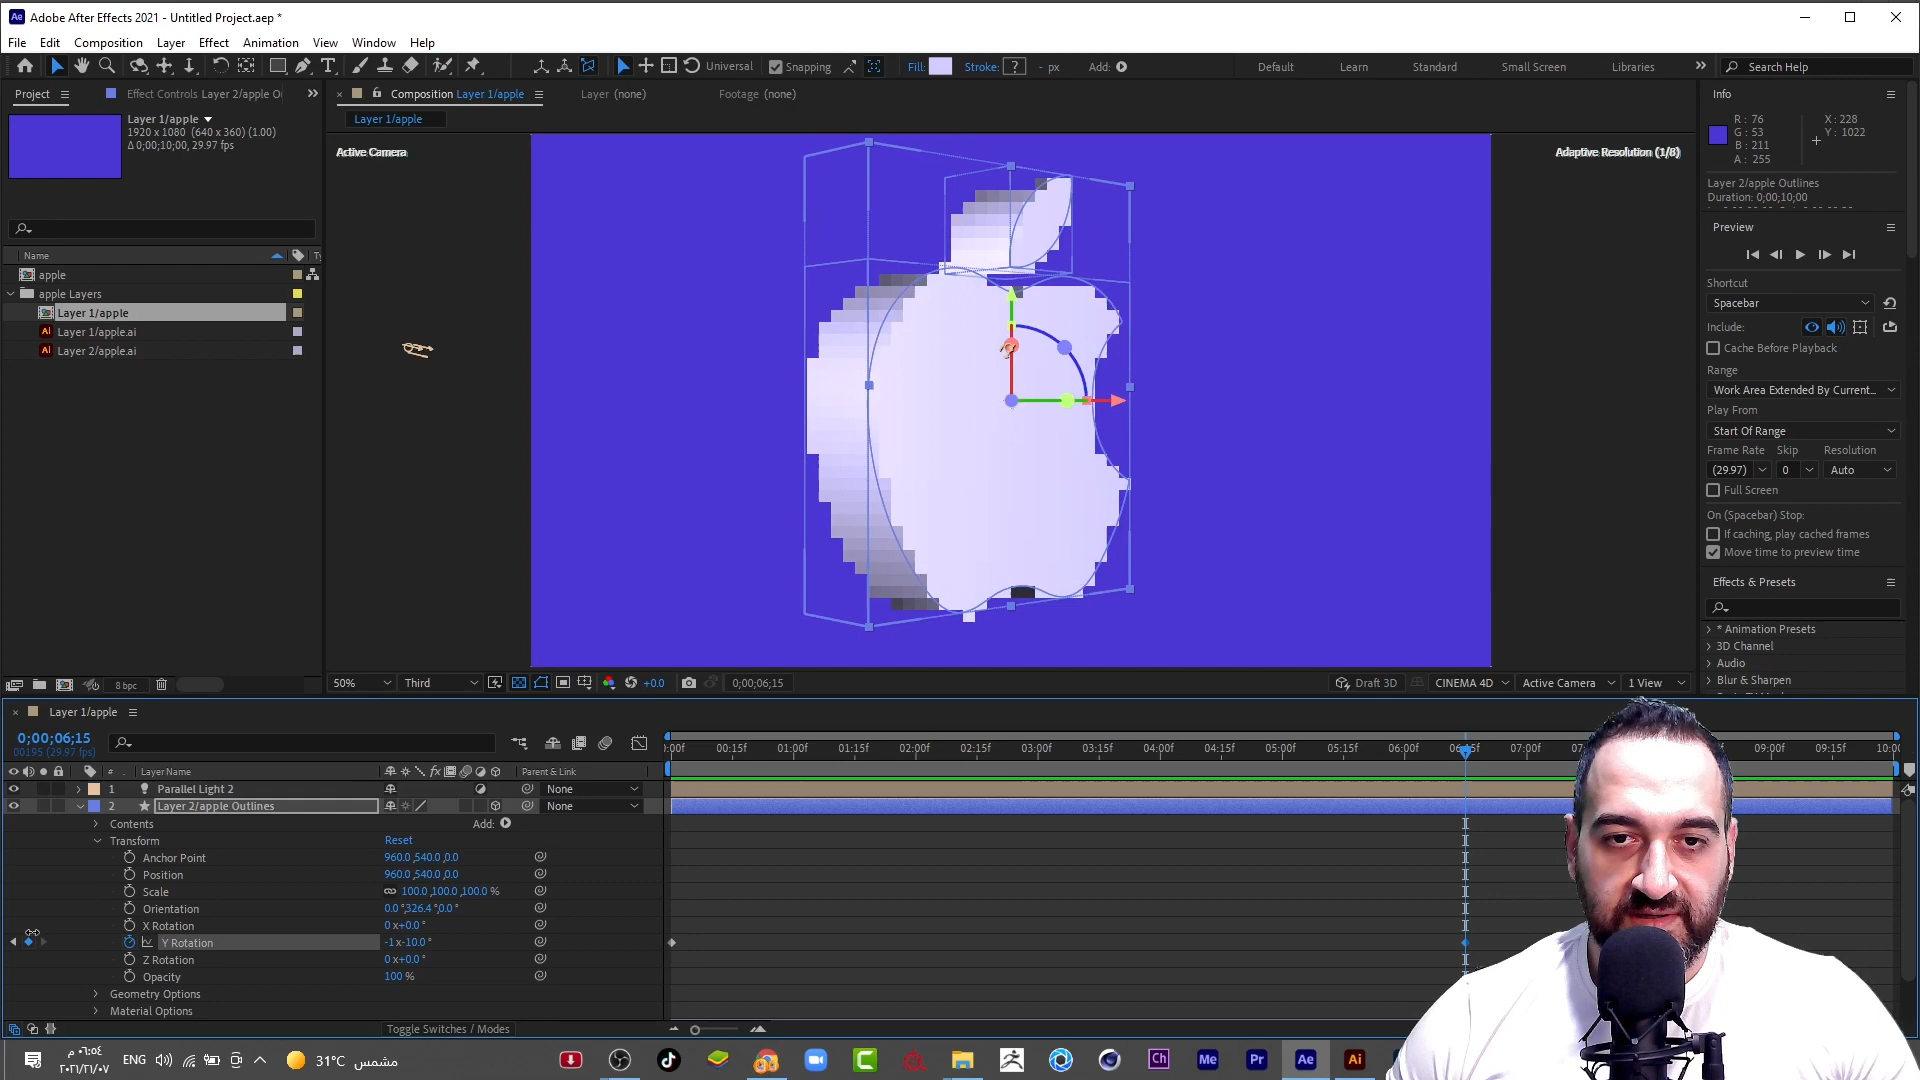 Adobe After Effects 2021 - Untitled Project.aep *
File Edit Composition Layer Effect Animation View Window Help
Universal Snapping Fill: Stroke: ? - px Add: Default Learn Standard Small Screen Libraries Search Help
Project Effect Controls Layer 2/apple O
Composition Layer 1/apple Layer (none) Footage (none)
Layer 1/apple
Layer 1/apple
1920 x 1080 (640 x 360) (1.00)
Δ 0;00;10;00, 29.97 fps
Name
apple
apple Layers
Layer 1/apple
Layer 1/apple.ai
Layer 2/apple.ai
8 bpc
Active Camera
Adaptive Resolution (1/8)
50% Third +0.0 0;00;06;15 Draft 3D CINEMA 4D Active Camera 1 View
Info
R : 76
G : 53
B : 211
A : 255
X : 228
Y : 1022
Layer 2/apple Outlines
Duration: 0;00;10;00
Preview
Shortcut
Spacebar
Include:
Cache Before Playback
Range
Work Area Extended By Current...
Play From
Start Of Range
Frame Rate Skip Resolution
(29.97) 0 Auto
Full Screen
On (Spacebar) Stop:
If caching, play cached frames
Move time to preview time
Effects & Presets
* Animation Presets
3D Channel
Audio
Blur & Sharpen
Layer 1/apple
0;00;06;15
00195 (29.97 fps)
:00f 00:15f 01:00f 01:15f 02:00f 02:15f 03:00f 03:15f 04:00f 04:15f 05:00f 05:15f 06:00f 07:00f 09:00f 09:15f 10:0
# Layer Name Parent & Link
1 Parallel Light 2 None
2 Layer 2/apple Outlines None
Contents Add:
Transform Reset
Anchor Point 960.0,540.0,0.0
Position 960.0,540.0,0.0
Scale 100.0,100.0,100.0 %
Orientation 0.0°,326.4°,0.0°
X Rotation 0x+0.0°
Y Rotation -1x-10.0°
Z Rotation 0x+0.0°
Opacity 100 %
Geometry Options
Material Options
Toggle Switches / Modes
ENG 31°C مشمس
Ch Me Pr Ae Ai